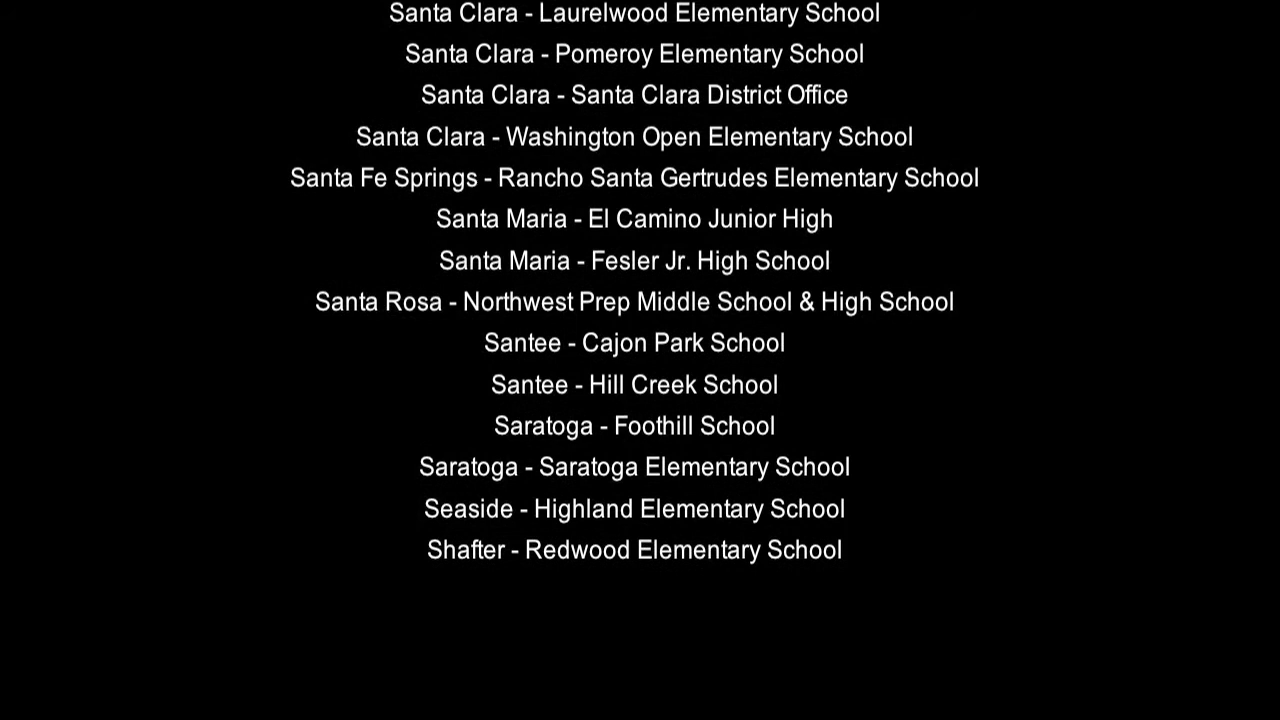 Santa Clara - Laurelwood Elementary School
Santa Clara - Pomeroy Elementary School
Santa Clara - Santa Clara District Office
Santa Clara - Washington Open Elementary School
Santa Fe Springs - Rancho Santa Gertrudes Elementary School
Santa Maria - El Camino Junior High
Santa Maria - Fesler Jr. High School
Santa Rosa - Northwest Prep Middle School & High School
Santee - Cajon Park School
Santee - Hill Creek School
Saratoga - Foothill School
Saratoga - Saratoga Elementary School
Seaside - Highland Elementary School
Shafter - Redwood Elementary School